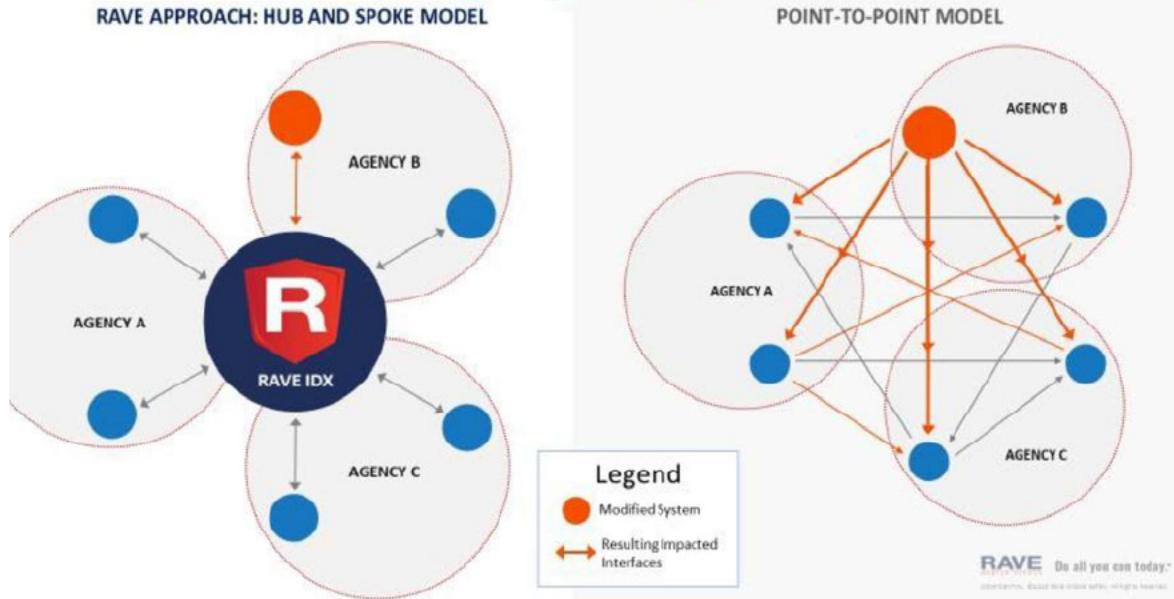 RAVE APPROACH: HUB AND SPOKE MODEL
AGENCY B
AGENCY A
R
RAVE IDX
AGENCY C
POINT-TO-POINT MODEL
AGENCY B
AGENCY A
AGENCY C
Legend
Modified System
Resulting Impacted
Interfaces
RAVE Do all you can today.